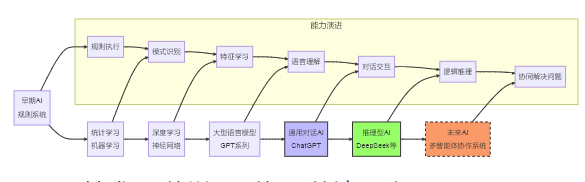 能力演进
规则执行
模式识别
特征学习
语言理解
对话交互
逻辑推理
协同解决问题
早期AI
规则系统
统计学习
机器学习
深度学习
神经网络
大型语言模型
GPT系列
通用对话AI
ChatGPT
推理型AI
DeepSeek等
未来AI
多智能体协作系统